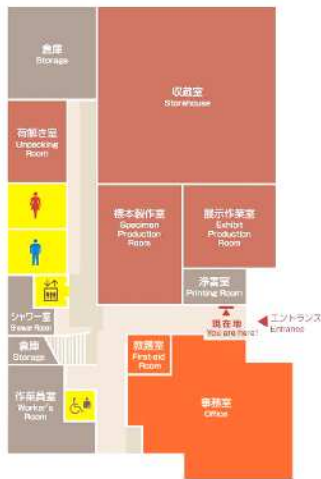 倉庫
Storage
収蔵室
Storehouse
荷解き室
Unpacking
Room
標本製作室
Specimen
Production
Room
展示作業室
Exhibit
Production
Room
浄書室
Printing Room
シャワー室
Shower Room
現在地
You are here!
エントランス
Entrance
倉庫
Storage
救護室
First-aid
Room
作業員室
Worker's
Room
事務室
Office